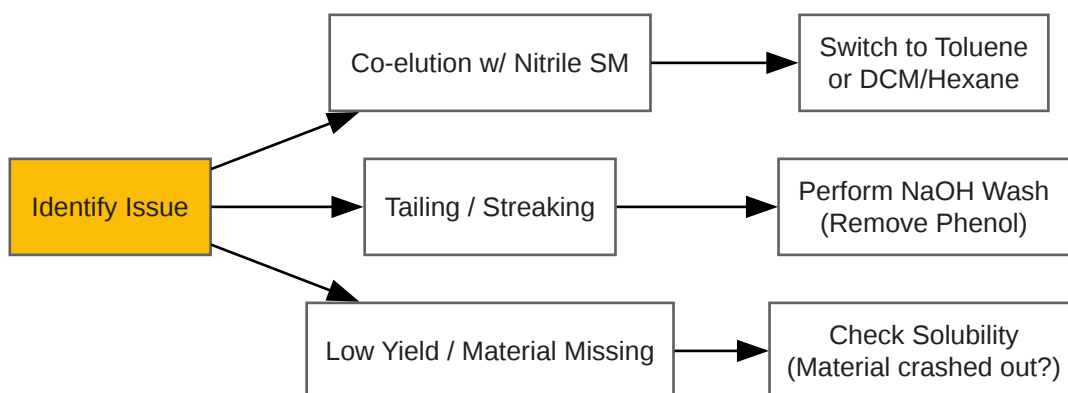 Co-elution w/ Nitrile SM
Switch to Toluene
or DCM/Hexane
Identify Issue
Tailing / Streaking
Perform NaOH Wash
(Remove Phenol)
Low Yield / Material Missing
Check Solubility
(Material crashed out?)